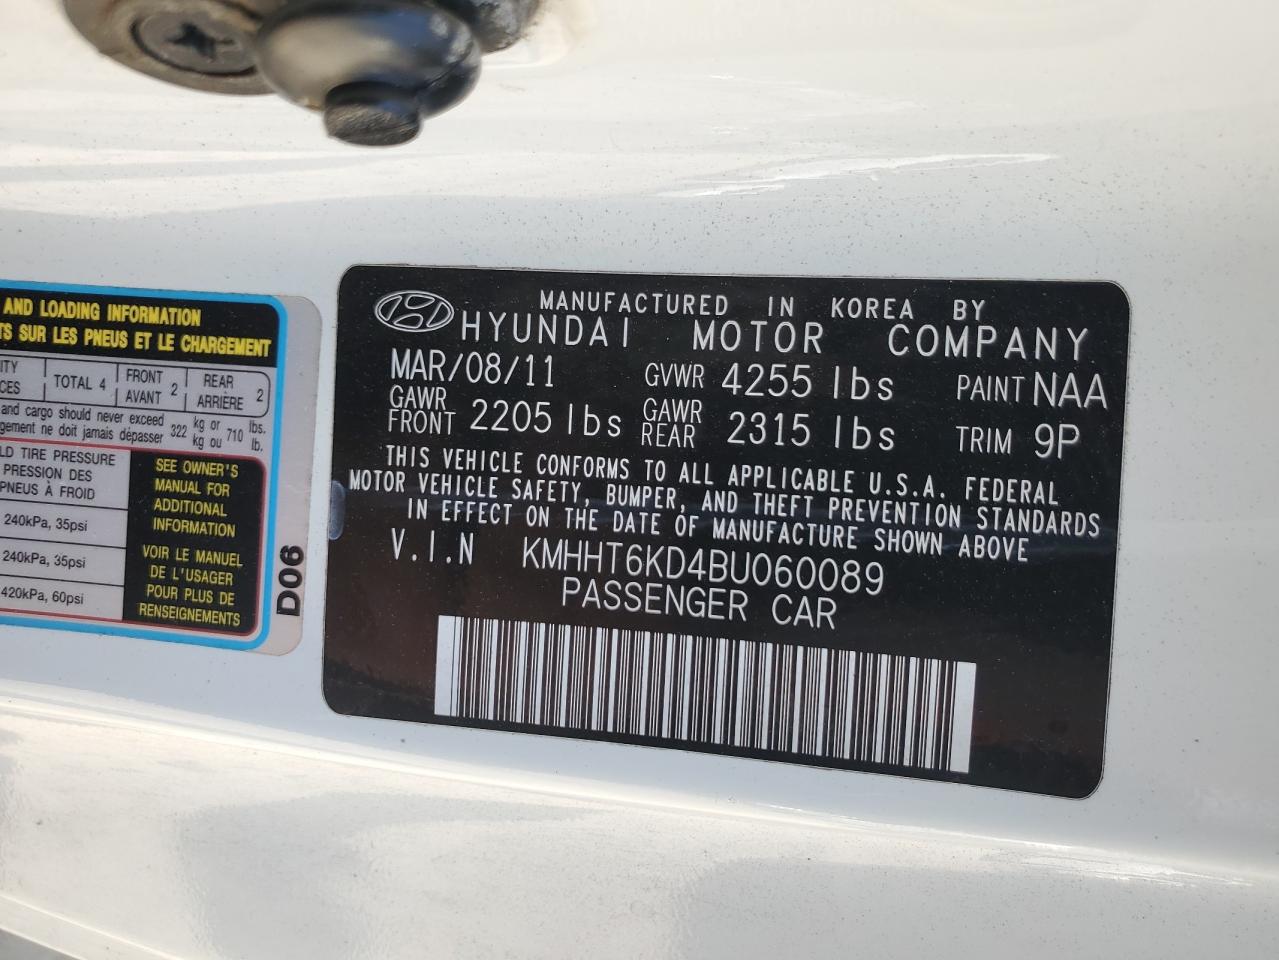 AND LOADING INFORMATION
SUR LES PNEUS ET LE CHARGEMENT
TOTAL 4
FRONT
AVANT 2
REAR
ARRIÈRE 2
and cargo should never exceed
ne doit jamais dépasser
322
kg or
kg ou
710
lbs.
lb.
TIRE PRESSURE
PRESSION DES
PNEUS À FROID
240kPa, 35psi
240kPa, 35psi
420kPa, 60psi
SEE OWNER'S
MANUAL FOR
ADDITIONAL
INFORMATION
VOIR LE MANUEL
DE L'USAGER
POUR PLUS DE
RENSEIGNEMENTS
D06
MANUFACTURED IN KOREA BY
HYUNDAI MOTOR COMPANY
MAR/08/11 GVWR 4255 lbs PAINT NAA
GAWR FRONT 2205 lbs GAWR REAR 2315 lbs TRIM 9P
THIS VEHICLE CONFORMS TO ALL APPLICABLE U.S.A. FEDERAL
MOTOR VEHICLE SAFETY, BUMPER, AND THEFT PREVENTION STANDARDS
IN EFFECT ON THE DATE OF MANUFACTURE SHOWN ABOVE
V.I.N KMHHT6KD4BU060089
PASSENGER CAR